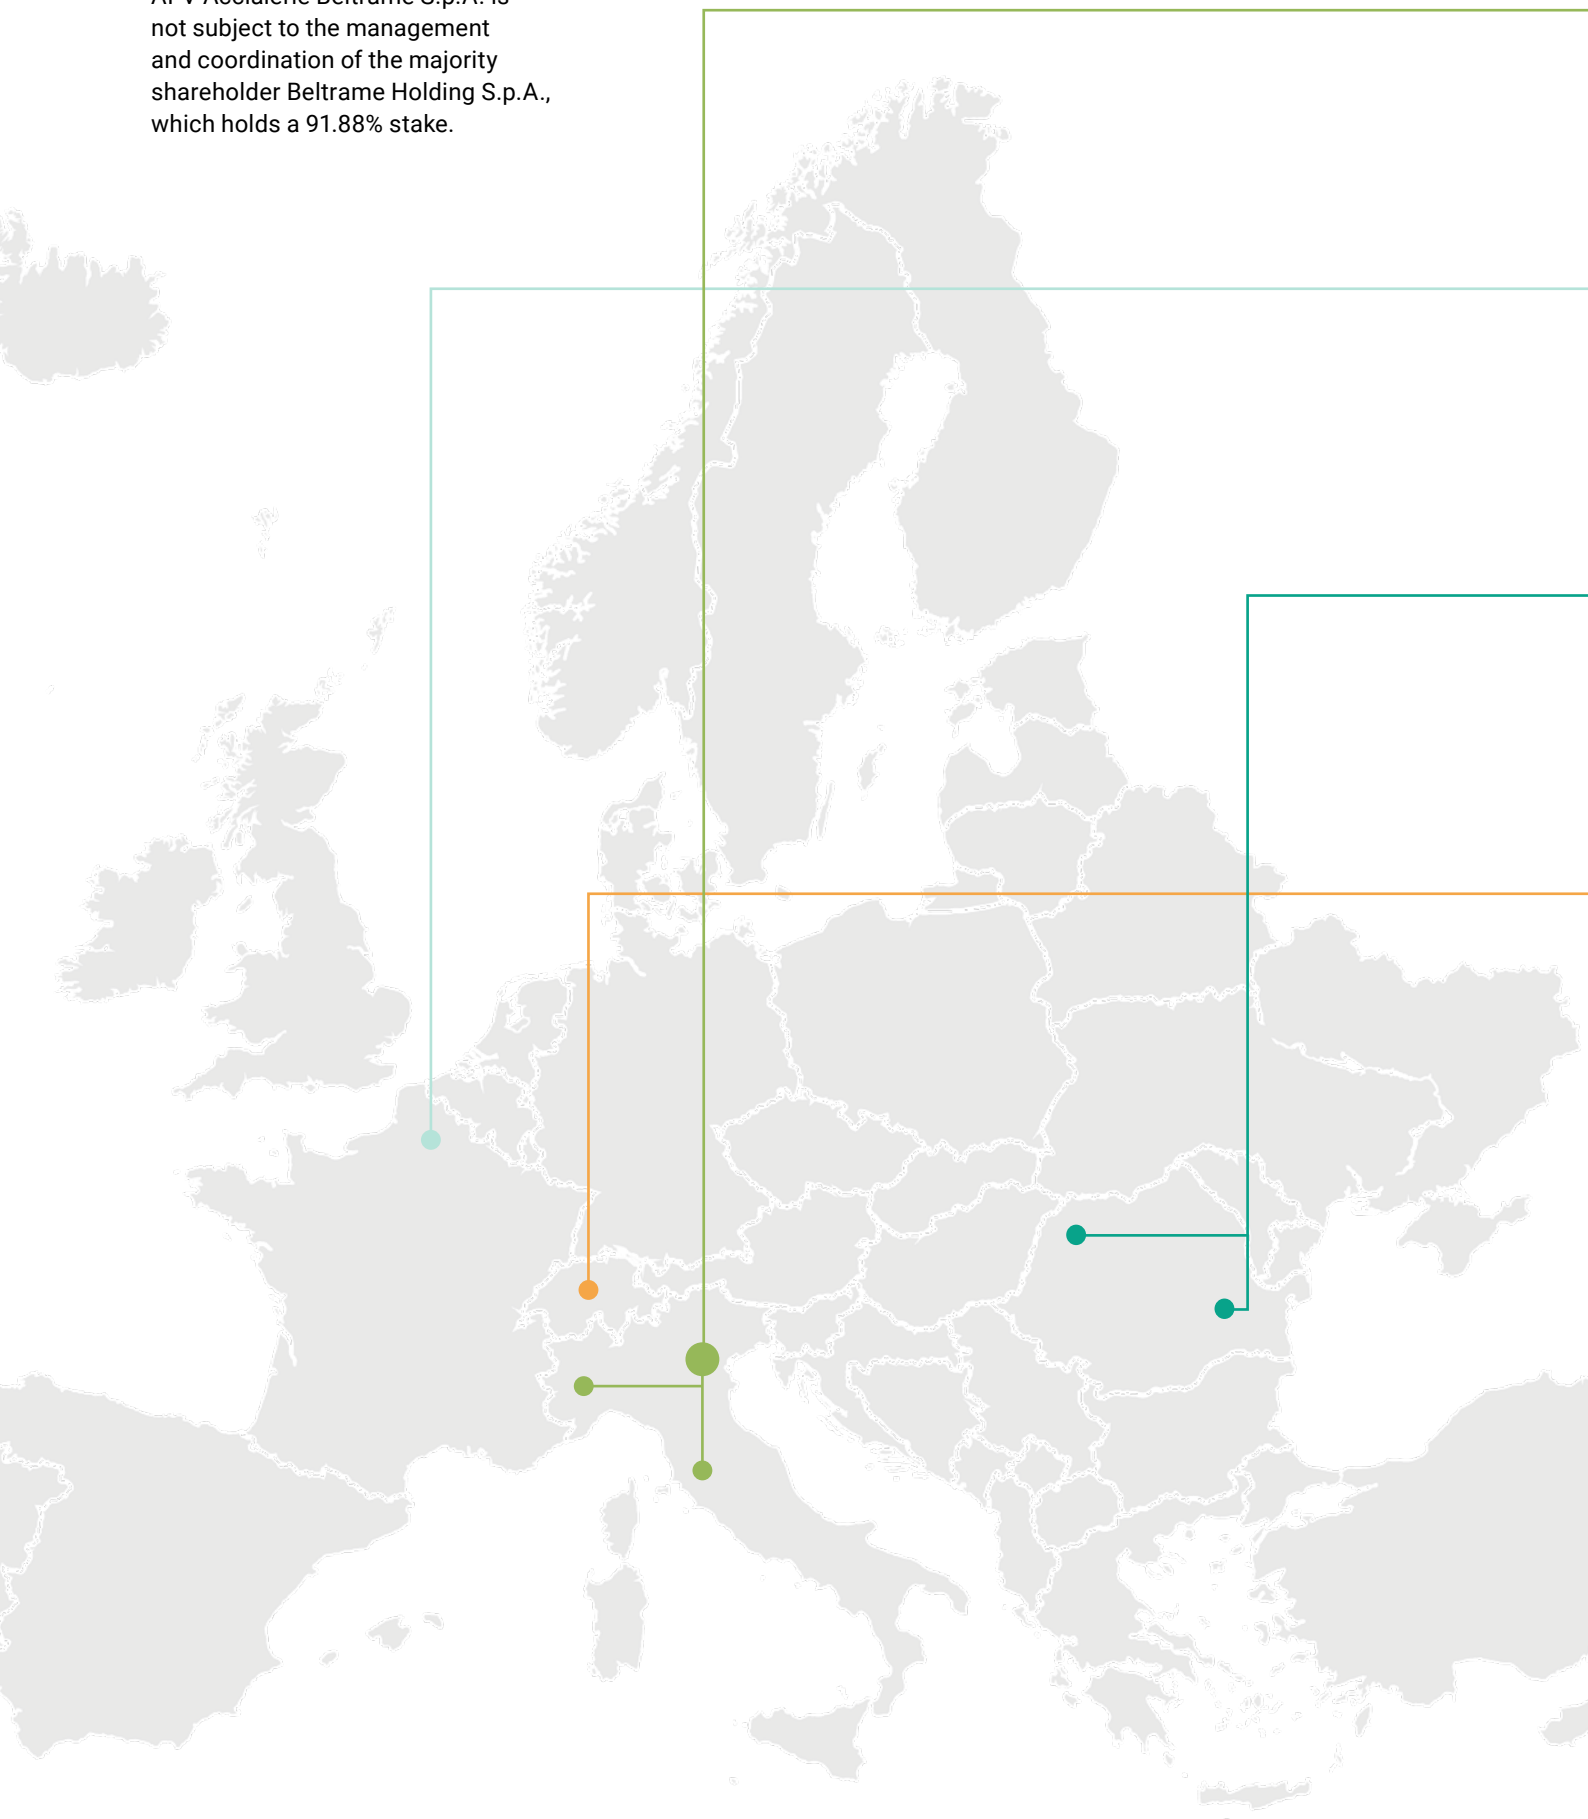 not subject to the management
and coordination of the majority
shareholder Beltrame Holding S.p.A.,
which holds a 91.88% stake.